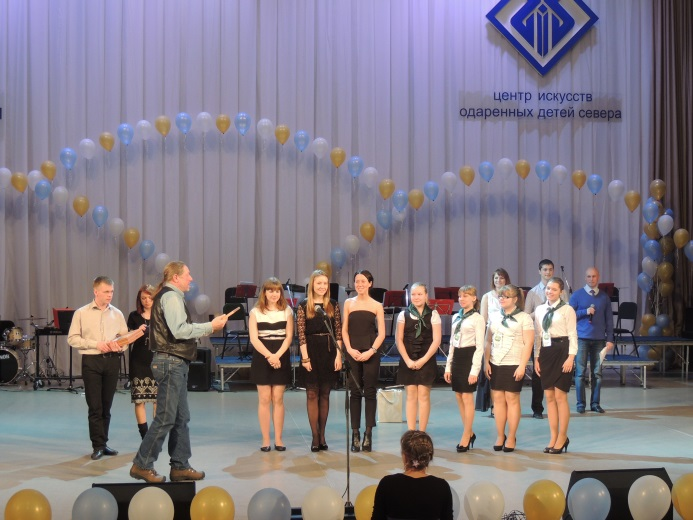 центр искусств
одаренных детей севера